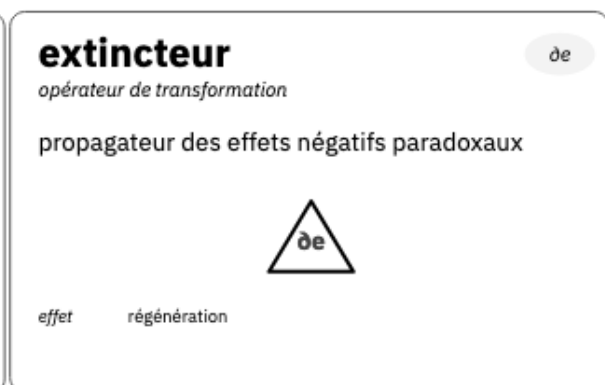 extincteur
∂e
opérateur de transformation
propagateur des effets négatifs paradoxaux
∂e
effet régénération